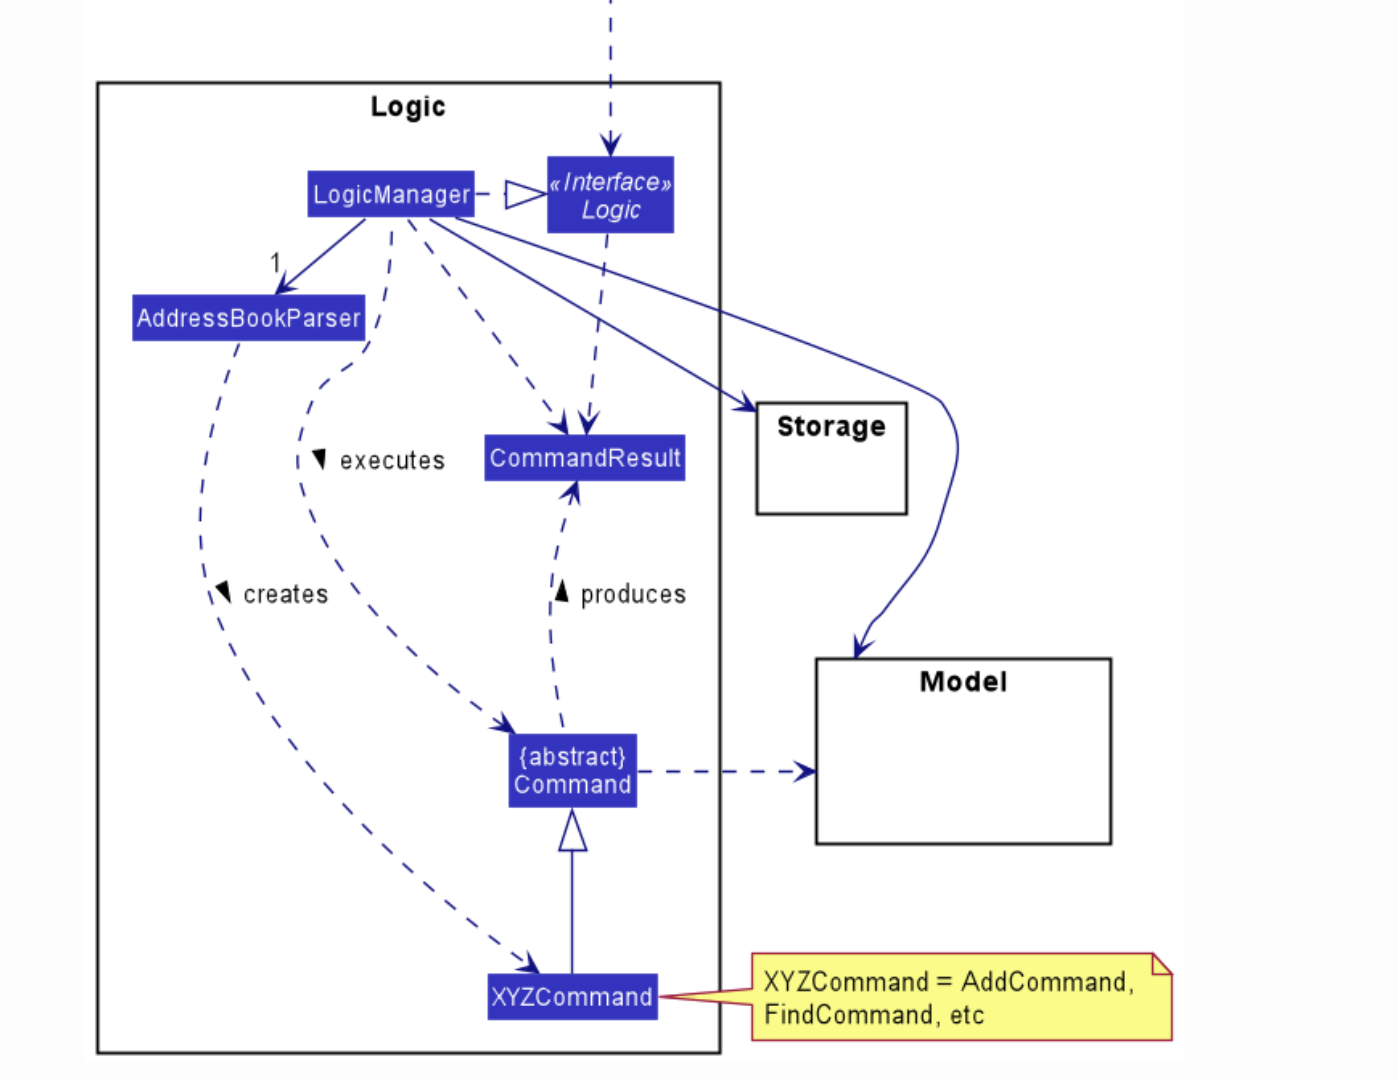 Logic
LogicManager
«Interface»
Logic
1
AddressBookParser
Storage
executes
CommandResult
creates
produces
Model
{abstract}
Command
XYZCommand
XYZCommand = AddCommand,
FindCommand, etc